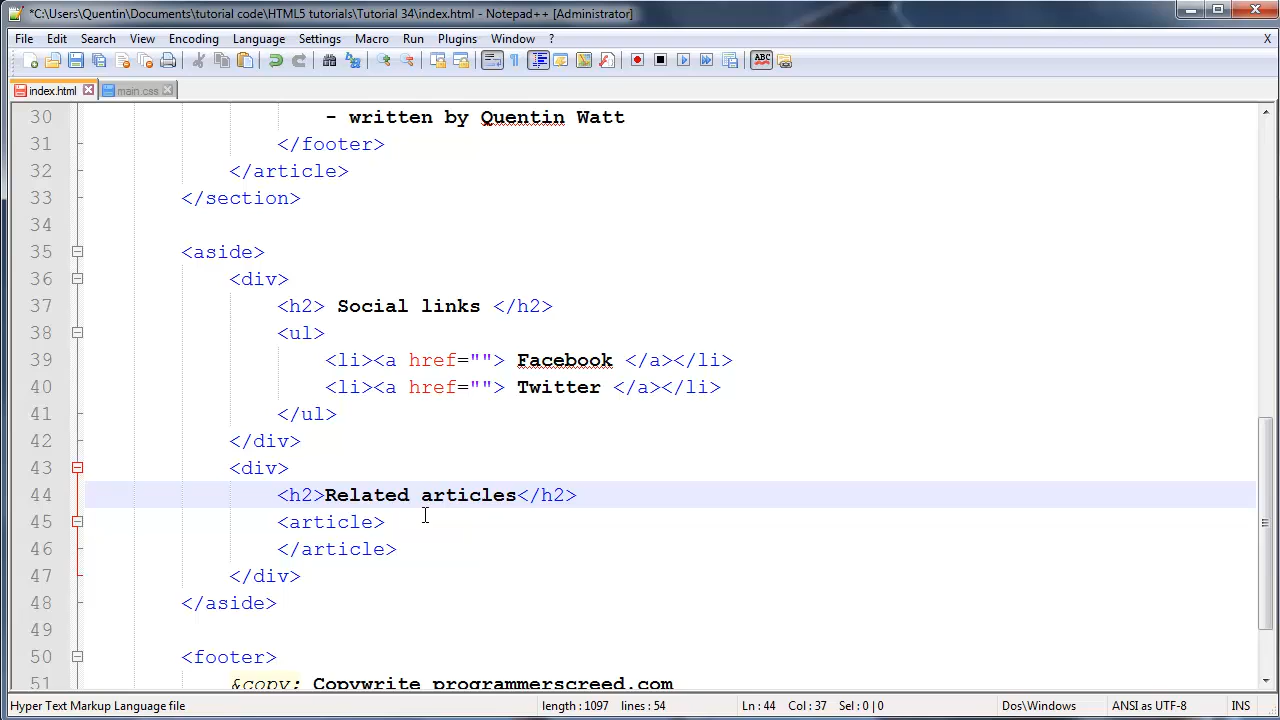 *C:\Users\Quentin\Documents\tutorial code\HTML5 tutorials\Tutorial 34\index.html - Notepad++ [Administrator]
File Edit Search View Encoding Language Settings Macro Run Plugins Window ? X
ABC
index.html main.css
30 - written by Quentin Watt
31 </footer>
32 </article>
33 </section>
34
35 <aside>
36 <div>
37 <h2> Social links </h2>
38 <ul>
39 <li><a href=""> Facebook </a></li>
40 <li><a href=""> Twitter </a></li>
41 </ul>
42 </div>
43 <div>
44 <h2>Related articles</h2>
45 <article>
46 </article>
47 </div>
48 </aside>
49
50 <footer>
51 &copy; Copywrite programmerscreed.com
Hyper Text Markup Language file length : 1097 lines : 54 Ln : 44 Col : 37 Sel : 0 | 0 Dos\Windows ANSI as UTF-8 INS